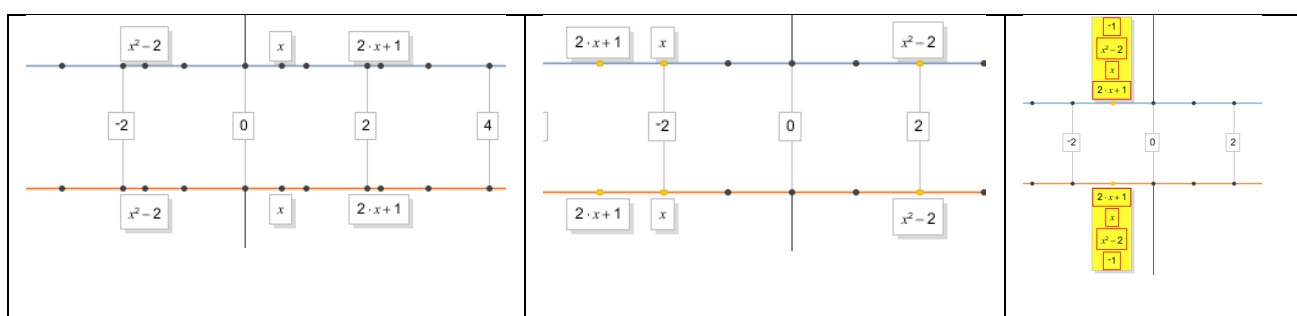 x² – 2 x 2 · x + 1
-2 0 2 4
x² – 2 x 2 · x + 1
2 · x + 1 x x² – 2
-2 0 2
2 · x + 1 x x² – 2
-1
x² – 2
x
2 · x + 1
-2 0 2
2 · x + 1
x
x² – 2
-1